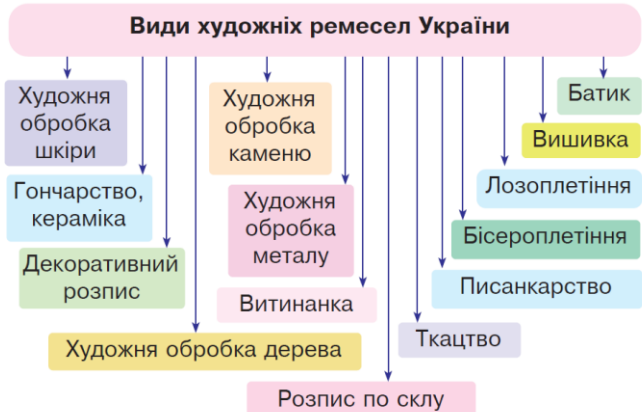 Види художніх ремесел України
Художня
обробка
шкіри
Гончарство,
кераміка
Декоративний
розпис
Художня обробка дерева
Художня
обробка
каменю
Художня
обробка
металу
Витинанка
Розпис по склу
Ткацтво
Писанкарство
Бісероплетіння
Лозоплетіння
Вишивка
Батик